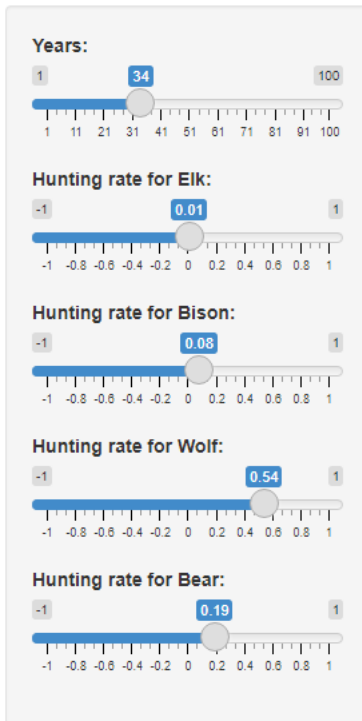 Years:
1 34 100
1 11 21 31 41 51 61 71 81 91 100
Hunting rate for Elk:
-1 0.01 1
-1 -0.8 -0.6 -0.4 -0.2 0 0.2 0.4 0.6 0.8 1
Hunting rate for Bison:
-1 0.08 1
-1 -0.8 -0.6 -0.4 -0.2 0 0.2 0.4 0.6 0.8 1
Hunting rate for Wolf:
-1 0.54 1
-1 -0.8 -0.6 -0.4 -0.2 0 0.2 0.4 0.6 0.8 1
Hunting rate for Bear:
-1 0.19 1
-1 -0.8 -0.6 -0.4 -0.2 0 0.2 0.4 0.6 0.8 1